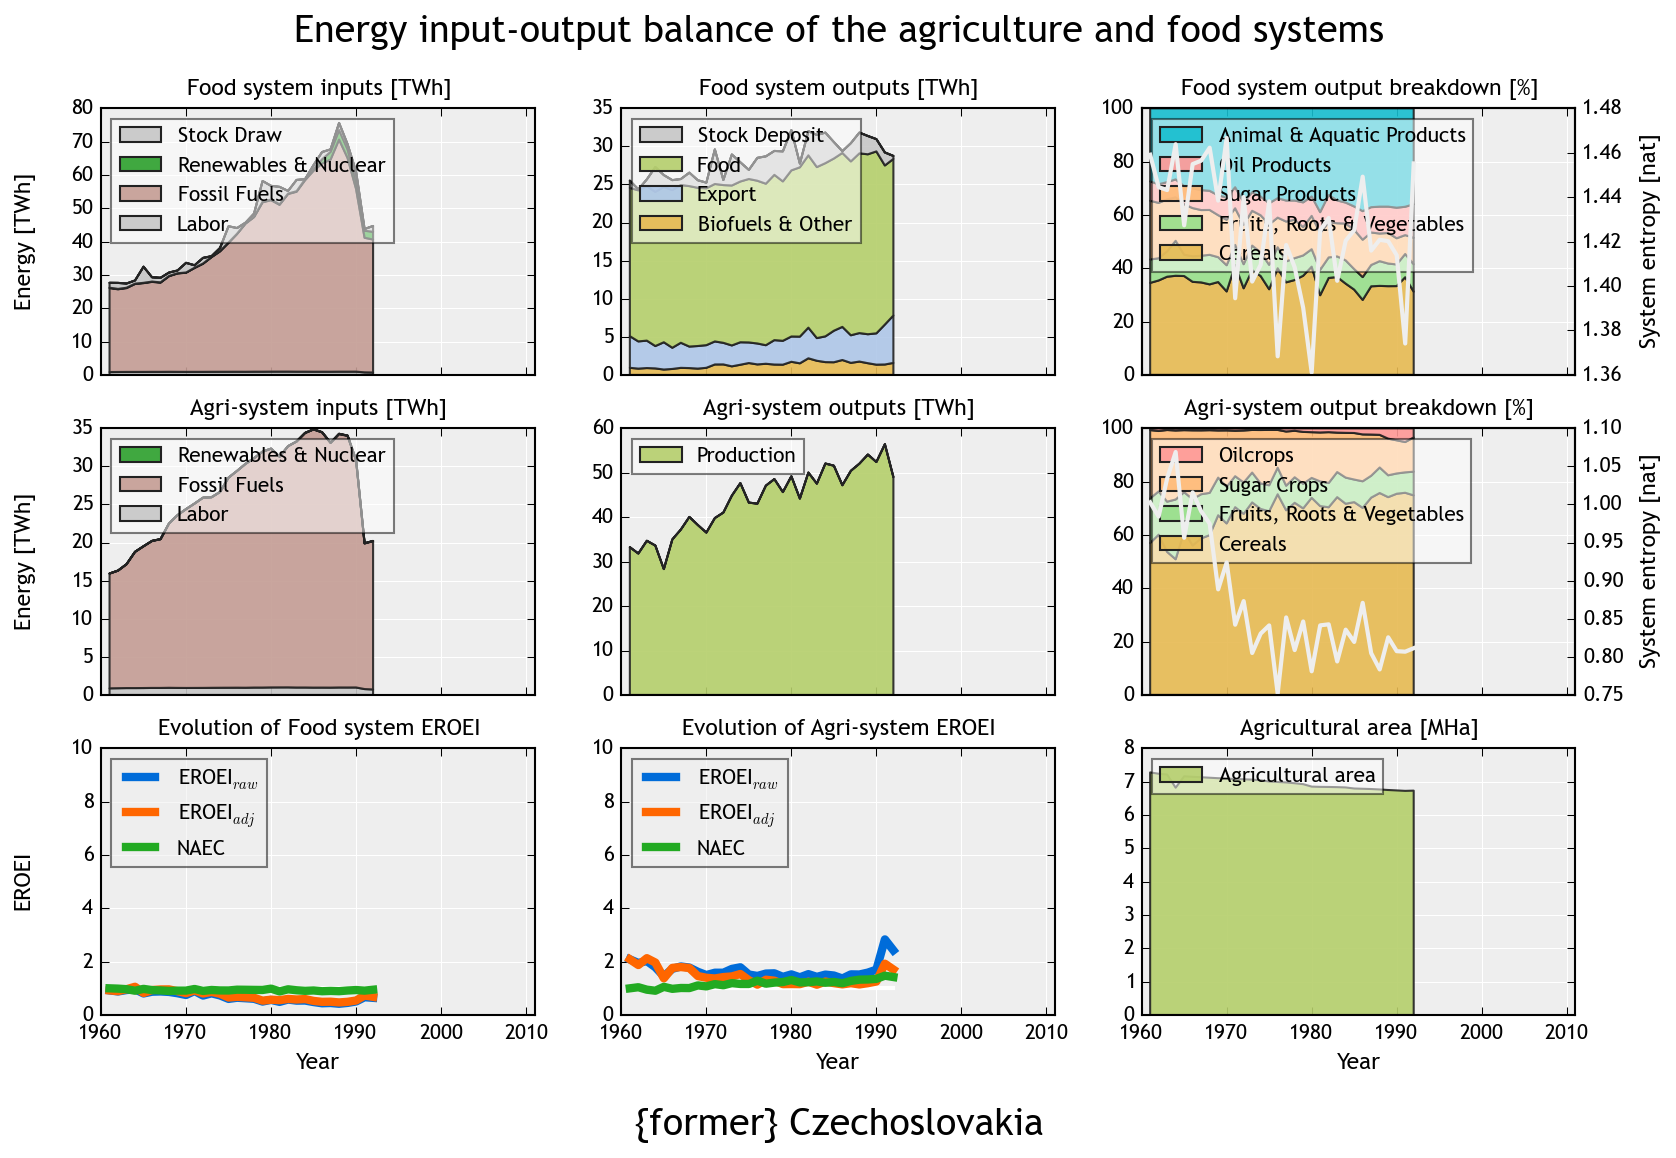 Energy input-output balance of the agriculture and food systems
Food system inputs [TWh]
Energy [TWh]
80
70
60
50
40
30
20
10
0
Stock Draw
Renewables & Nuclear
Fossil Fuels
Labor
Food system outputs [TWh]
35
30
25
20
15
10
5
0
Stock Deposit
Food
Export
Biofuels & Other
Food system output breakdown [%]
100
80
60
40
20
0
Animal & Aquatic Products
Oil Products
Sugar Products
Fruits, Roots & Vegetables
Cereals
1.48
1.46
1.44
1.42
1.40
1.38
1.36
System entropy [nat]
Agri-system inputs [TWh]
Energy [TWh]
35
30
25
20
15
10
5
0
Renewables & Nuclear
Fossil Fuels
Labor
Agri-system outputs [TWh]
60
50
40
30
20
10
0
Production
Agri-system output breakdown [%]
100
80
60
40
20
0
Oilcrops
Sugar Crops
Fruits, Roots & Vegetables
Cereals
1.10
1.05
1.00
0.95
0.90
0.85
0.80
0.75
System entropy [nat]
Evolution of Food system EROEI
EROEI
10
8
6
4
2
0
EROEIraw
EROEIadj
NAEC
1960 1970 1980 1990 2000 2010
Year
Evolution of Agri-system EROEI
10
8
6
4
2
0
EROEIraw
EROEIadj
NAEC
1960 1970 1980 1990 2000 2010
Year
Agricultural area [MHa]
8
7
6
5
4
3
2
1
0
Agricultural area
1960 1970 1980 1990 2000 2010
Year
{former} Czechoslovakia